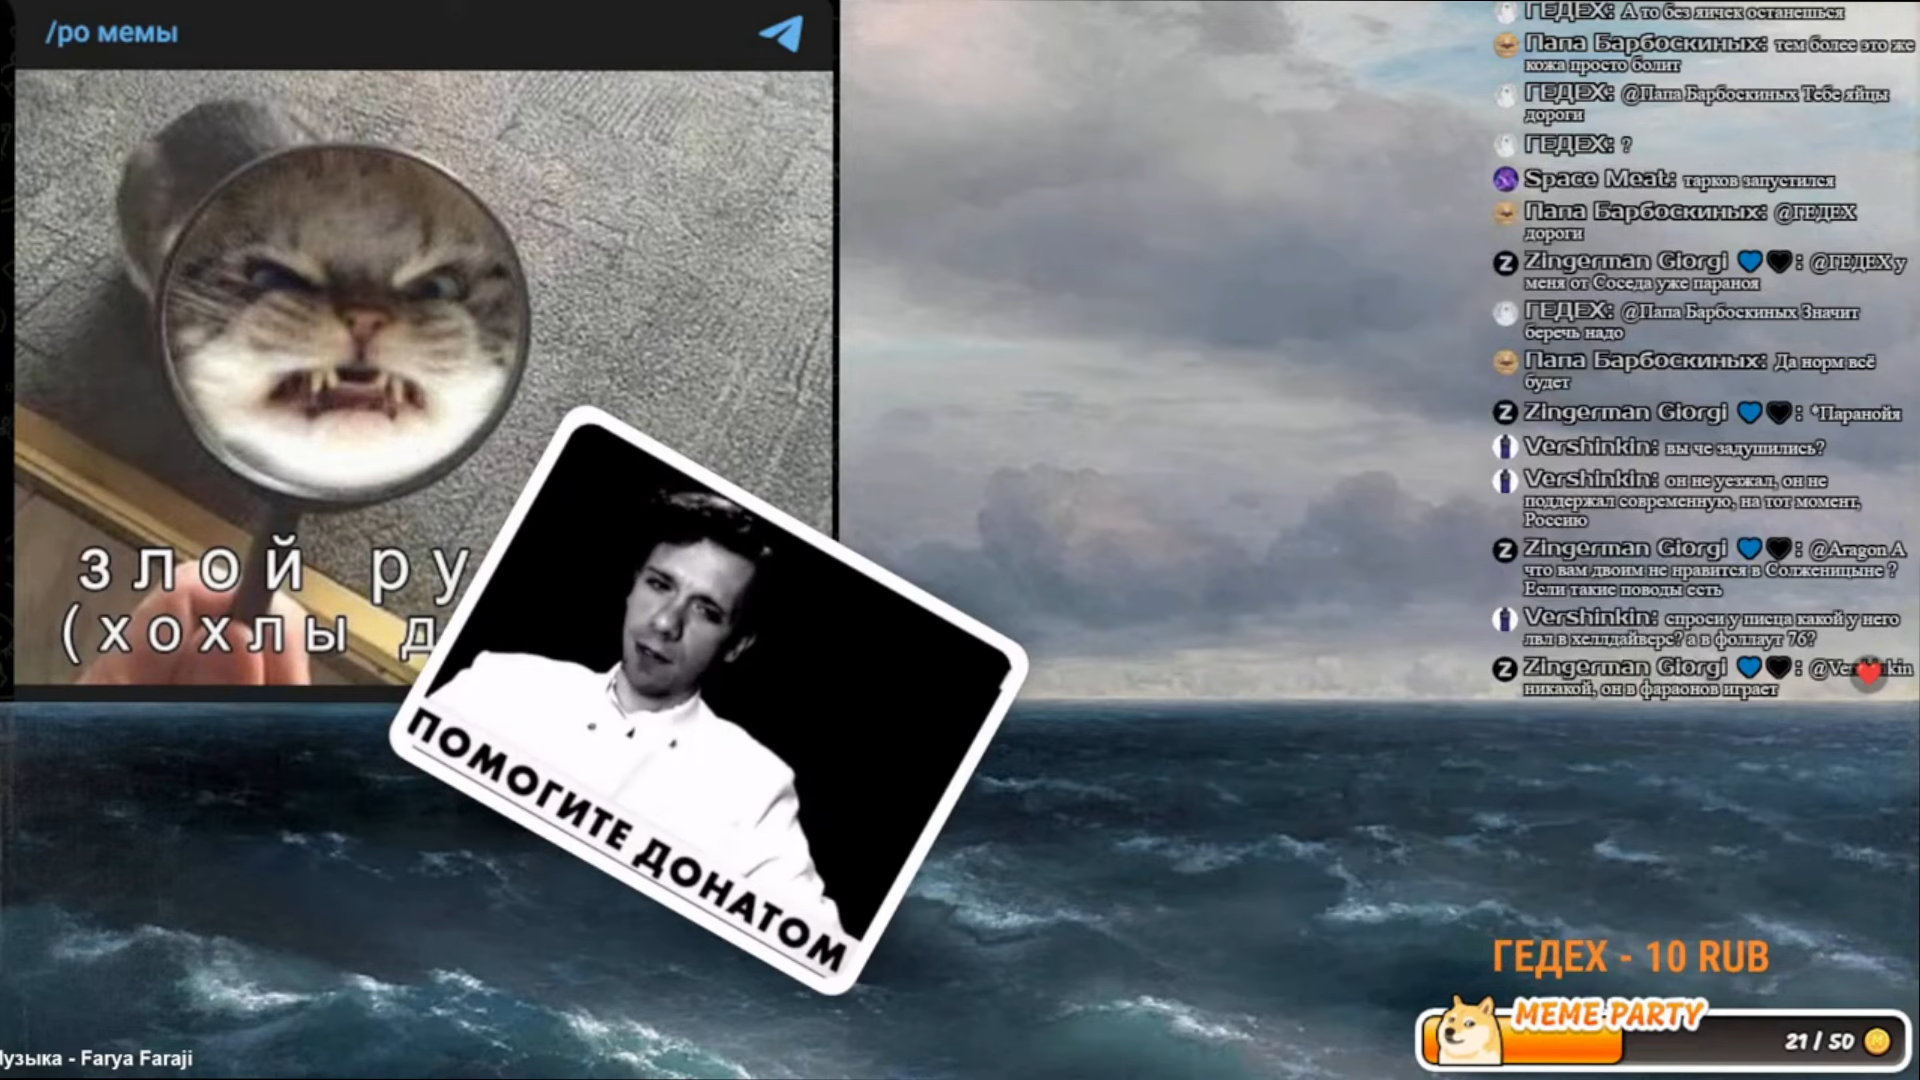 /ро мемы
злой ру
(хохлы д
ПОМОГИТЕ ДОНАТОМ
ГЕДЕХ: А то без яичек останешься
Папа Барбоскиных: тем более это же
кожа просто болит
ГЕДЕХ: @Папа Барбоскиных Тебе яйцы
дороги
ГЕДЕХ: ?
Space Meat: тарков запустился
Папа Барбоскиных: @ГЕДЕХ
дороги
Zingerman Giorgi 💙🖤: @ГЕДЕХ у
меня от Соседа уже параноя
ГЕДЕХ: @Папа Барбоскиных Значит
беречь надо
Папа Барбоскиных: Да норм всё
будет
Zingerman Giorgi 💙🖤: *Паранойя
Vershinkin: вы че задушились?
Vershinkin: он не уезжал, он не
поддержал современную, на тот момент,
Россию
Zingerman Giorgi 💙🖤: @Aragon A
что вам двоим не нравится в Солженицыне ?
Если такие поводы есть
Vershinkin: спроси у писца какой у него
лвл в хеллдайверс? а в фоллаут 76?
Zingerman Giorgi 💙🖤:
никакой, он в фараонов играет
ГЕДЕХ - 10 RUB
MEME PARTY
21 / 50
узыка - Farya Faraji